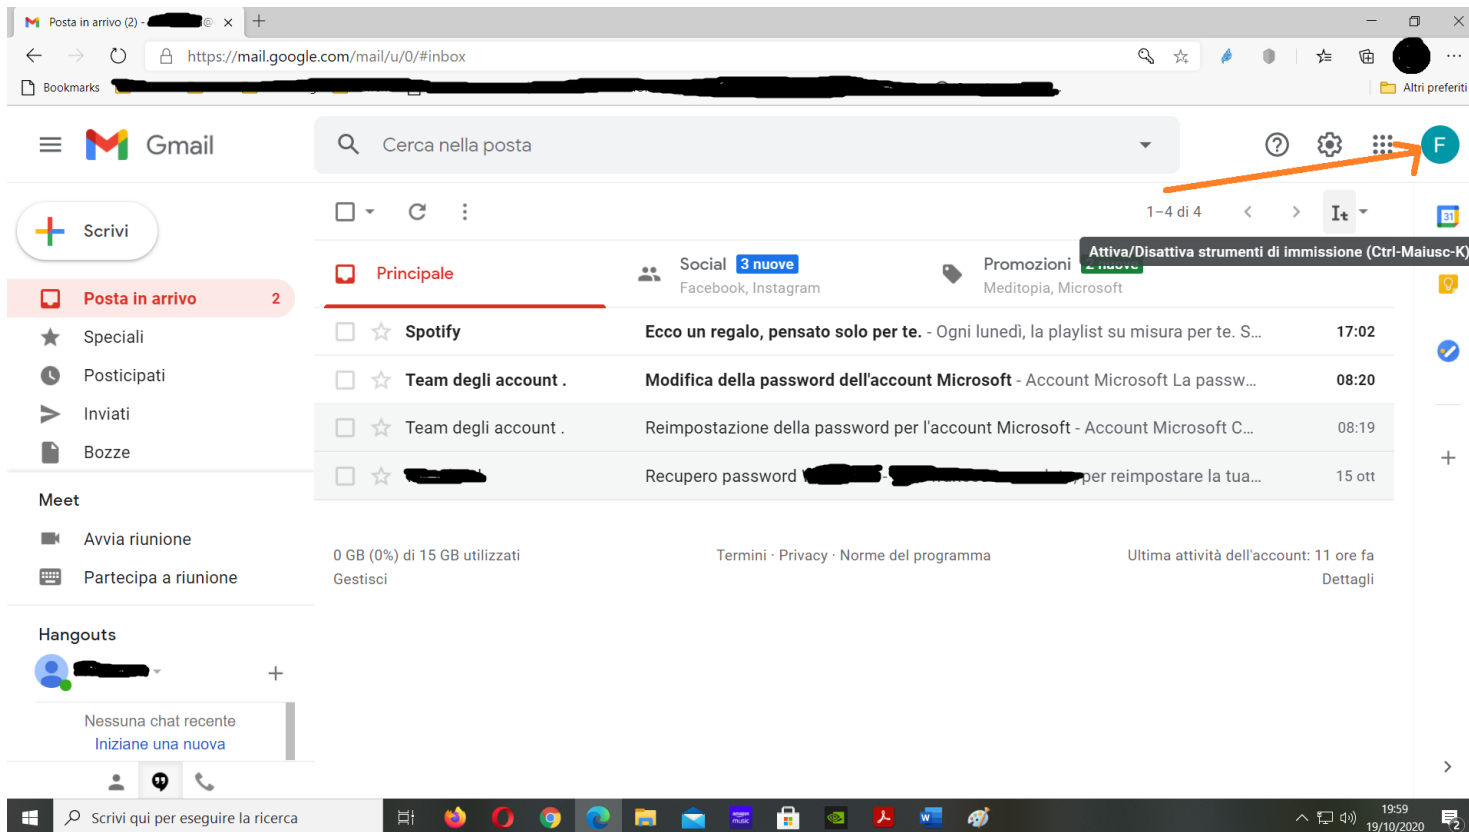 Posta in arrivo (2) -
@
https://mail.google.com/mail/u/0/#inbox
Bookmarks
Altri preferiti
Gmail
Cerca nella posta
F
Scrivi
1–4 di 4
31
Attiva/Disattiva strumenti di immissione (Ctrl-Maiusc-K)
Principale
Social 3 nuove
Facebook, Instagram
Promozioni 2 nuove
Meditopia, Microsoft
Posta in arrivo 2
Speciali
Posticipati
Inviati
Bozze
Spotify Ecco un regalo, pensato solo per te. - Ogni lunedì, la playlist su misura per te. S... 17:02
Team degli account . Modifica della password dell'account Microsoft - Account Microsoft La passw... 08:20
Team degli account . Reimpostazione della password per l'account Microsoft - Account Microsoft C... 08:19
Recupero password - per reimpostare la tua... 15 ott
Meet
Avvia riunione
Partecipa a riunione
0 GB (0%) di 15 GB utilizzati
Gestisci
Termini · Privacy · Norme del programma
Ultima attività dell'account: 11 ore fa
Dettagli
Hangouts
Nessuna chat recente
Iniziane una nuova
Scrivi qui per eseguire la ricerca
amazon music
W
19:59
19/10/2020
2